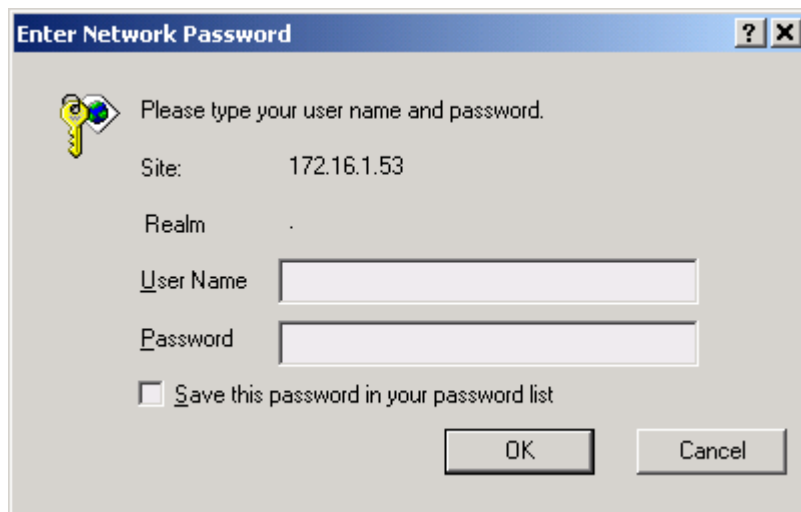 Enter Network Password
Please type your user name and password.
Site: 172.16.1.53
Realm .
User Name
Password
Save this password in your password list
OK Cancel